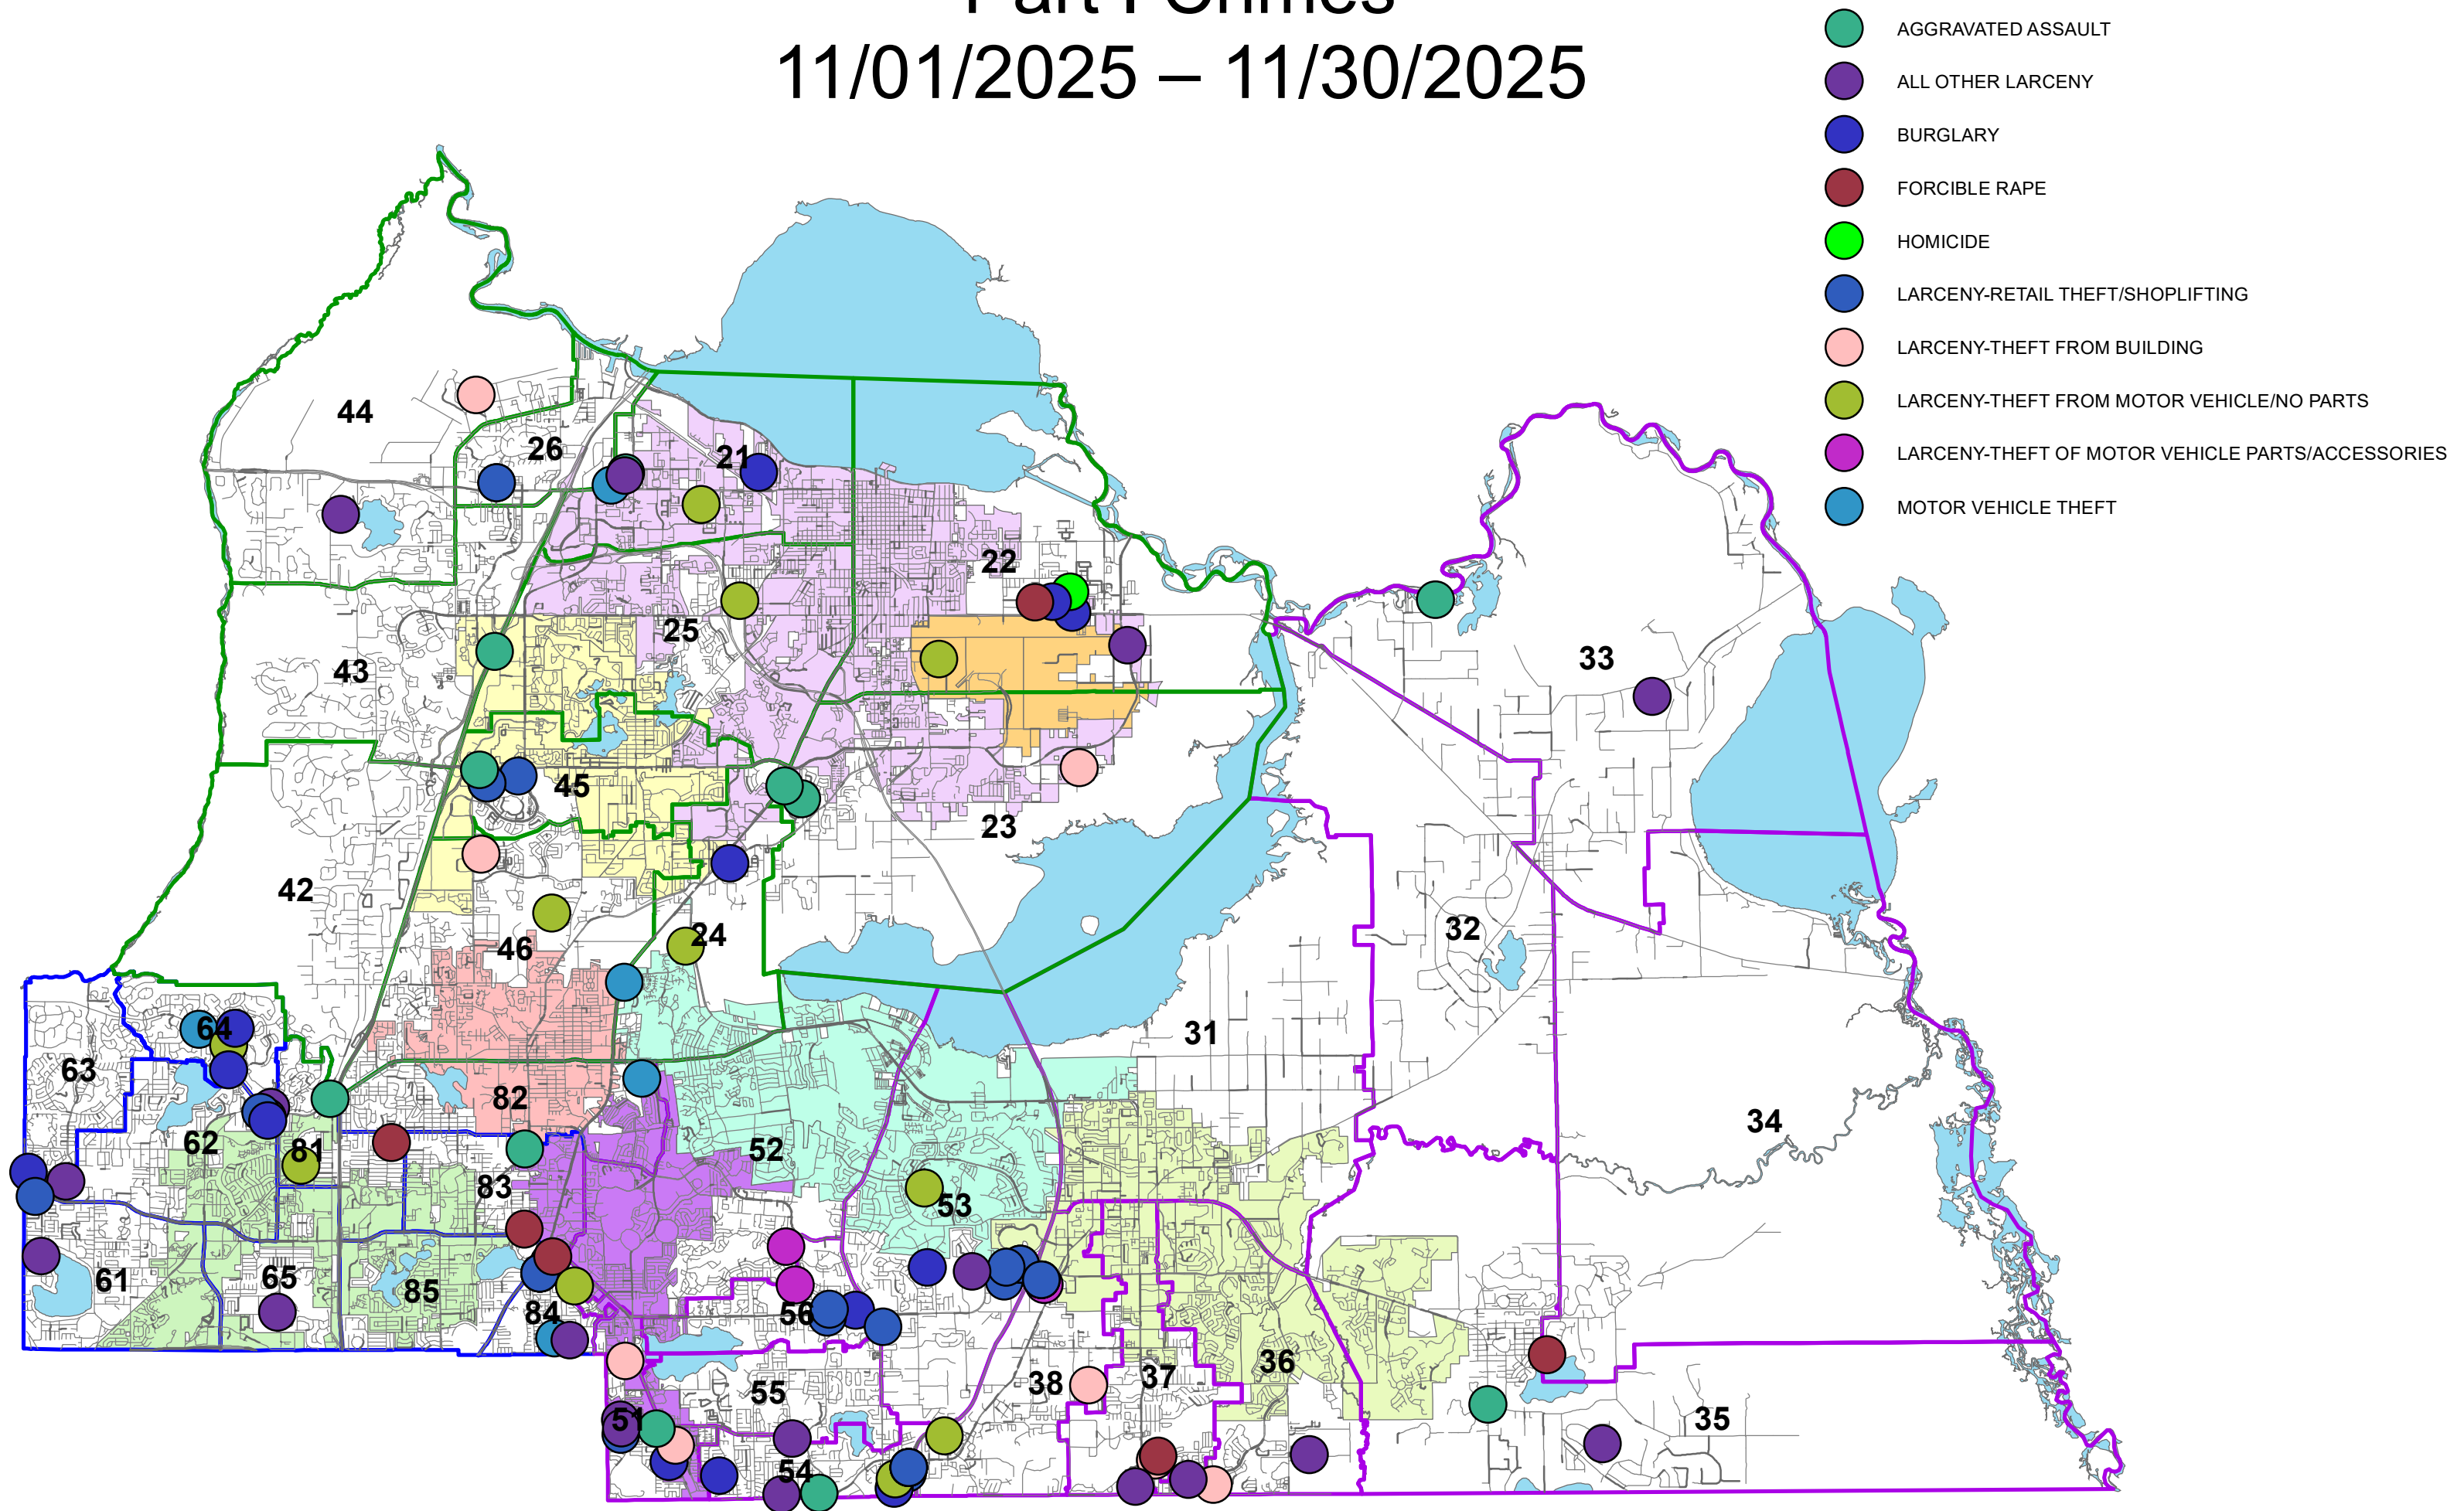 Part I Crimes
11/01/2025 – 11/30/2025
AGGRAVATED ASSAULT
ALL OTHER LARCENY
BURGLARY
FORCIBLE RAPE
HOMICIDE
LARCENY-RETAIL THEFT/SHOPLIFTING
LARCENY-THEFT FROM BUILDING
LARCENY-THEFT FROM MOTOR VEHICLE/NO PARTS
LARCENY-THEFT OF MOTOR VEHICLE PARTS/ACCESSORIES
MOTOR VEHICLE THEFT
44
26
21
22
25
43
33
45
23
42
32
46
24
64
31
63
82
34
62
81
52
83
53
61
65
85
84
56
36
37
38
55
35
51
54